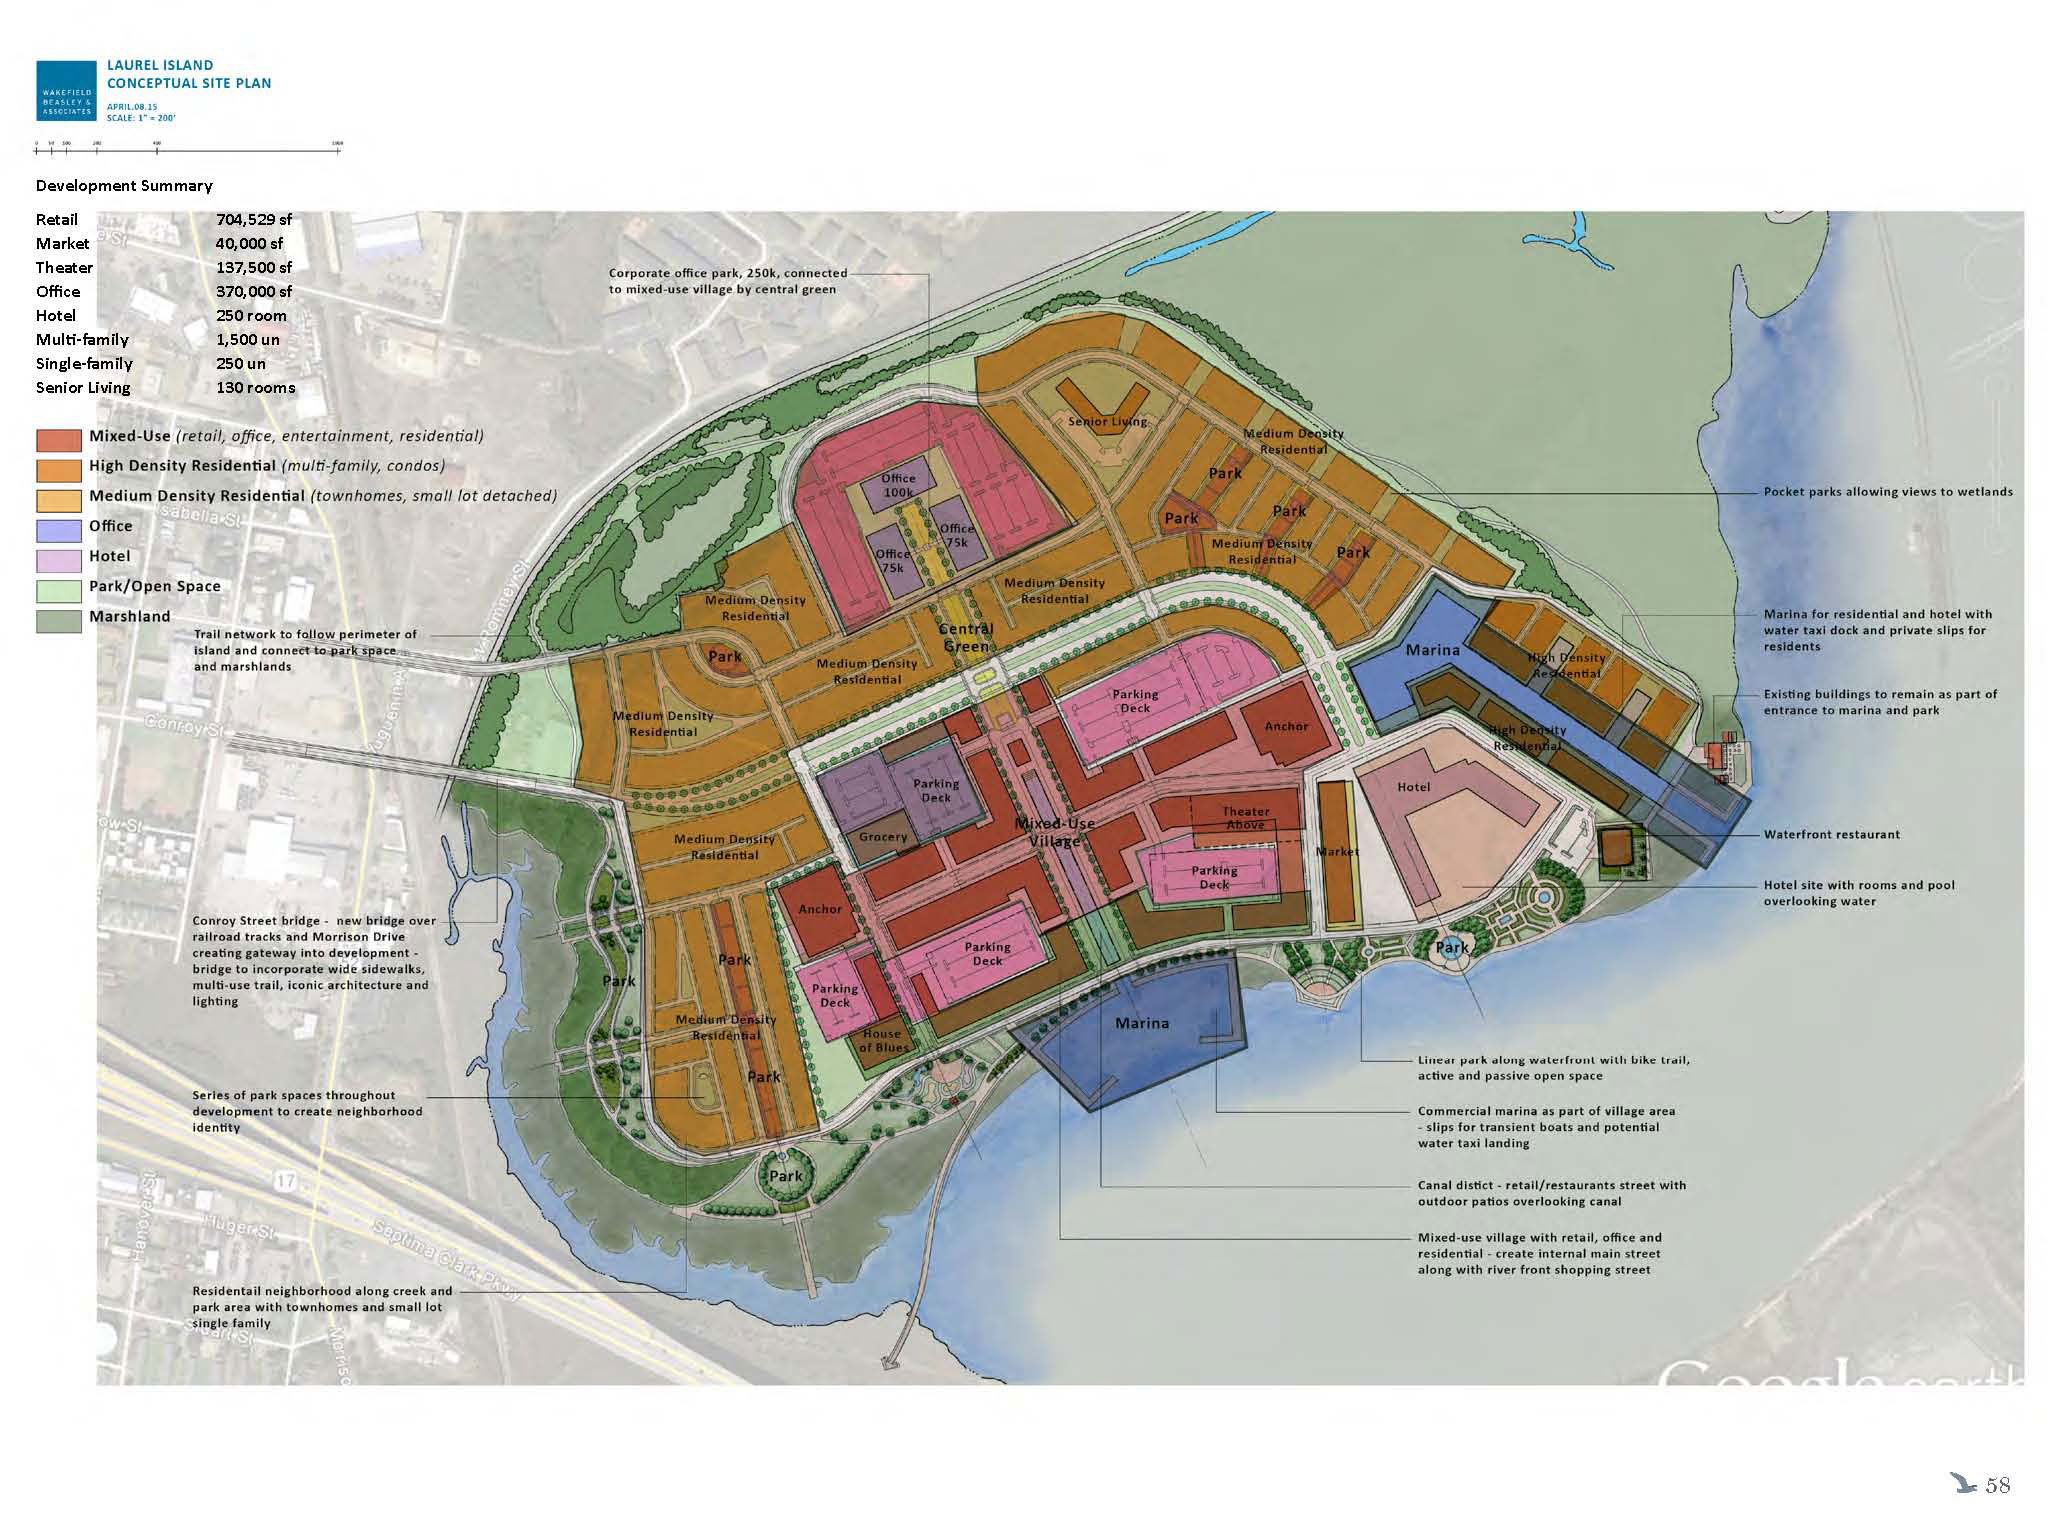 WAKEFIELD
BEASLEY &
ASSOCIATES
LAUREL ISLAND
CONCEPTUAL SITE PLAN
APRIL.08.15
SCALE: 1" = 200'
0 50 100 200 400 1000
Development Summary
Retail 704,529 sf
Market 40,000 sf
Theater 137,500 sf
Office 370,000 sf
Hotel 250 room
Multi-family 1,500 un
Single-family 250 un
Senior Living 130 rooms
Mixed-Use (retail, office, entertainment, residential)
High Density Residential (multi-family, condos)
Medium Density Residential (townhomes, small lot detached)
Office
Hotel
Park/Open Space
Marshland
Corporate office park, 250k, connected
to mixed-use village by central green
Trail network to follow perimeter of
island and connect to park space
and marshlands
Conroy Street bridge - new bridge over
railroad tracks and Morrison Drive
creating gateway into development -
bridge to incorporate wide sidewalks,
multi-use trail, iconic architecture and
lighting
Series of park spaces throughout
development to create neighborhood
identity
Residentail neighborhood along creek and
park area with townhomes and small lot
single family
Pocket parks allowing views to wetlands
Marina for residential and hotel with
water taxi dock and private slips for
residents
Existing buildings to remain as part of
entrance to marina and park
Waterfront restaurant
Hotel site with rooms and pool
overlooking water
Linear park along waterfront with bike trail,
active and passive open space
Commercial marina as part of village area
- slips for transient boats and potential
water taxi landing
Canal distict - retail/restaurants street with
outdoor patios overlooking canal
Mixed-use village with retail, office and
residential - create internal main street
along with river front shopping street
Senior Living
Medium Density
Residential
Park
Park
Park
Park
Medium Density
Residential
Office
100k
Office
75k
Office
75k
Medium Density
Residential
Medium Density
Residential
Central
Green
Park
Medium Density
Residential
Medium Density
Residential
Marina
High Density
Residential
High Density
Residential
Parking
Deck
Anchor
Parking
Deck
Grocery
Mixed-Use
Village
Theater
Above
Hotel
Market
Medium Density
Residential
Parking
Deck
Anchor
Parking
Deck
Parking
Deck
House
of Blues
Park
Park
Park
Medium Density
Residential
Park
Marina
Park
Isabella St
Romney St
Conroy St
Huger St
Hanover St
Stuart St
17
Septima Clark Pkwy
Google earth
58